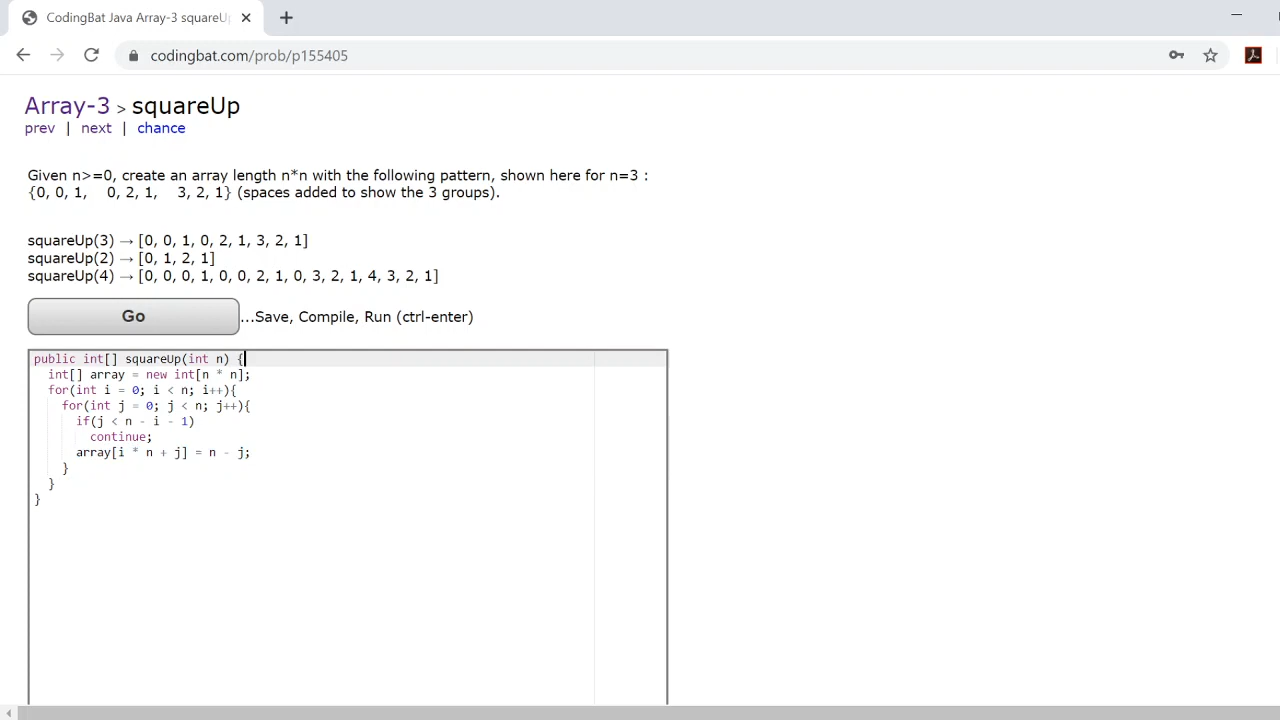 CodingBat Java Array-3 squareU
codingbat.com/prob/p155405
Array-3 > squareUp
prev | next | chance
Given n>=0, create an array length n*n with the following pattern, shown here for n=3 :
{0, 0, 1,    0, 2, 1,    3, 2, 1} (spaces added to show the 3 groups).
squareUp(3) → [0, 0, 1, 0, 2, 1, 3, 2, 1]
squareUp(2) → [0, 1, 2, 1]
squareUp(4) → [0, 0, 0, 1, 0, 0, 2, 1, 0, 3, 2, 1, 4, 3, 2, 1]
Go ...Save, Compile, Run (ctrl-enter)
public int[] squareUp(int n) {
  int[] array = new int[n * n];
  for(int i = 0; i < n; i++){
    for(int j = 0; j < n; j++){
      if(j < n - i - 1)
        continue;
      array[i * n + j] = n - j;
    }
  }
}